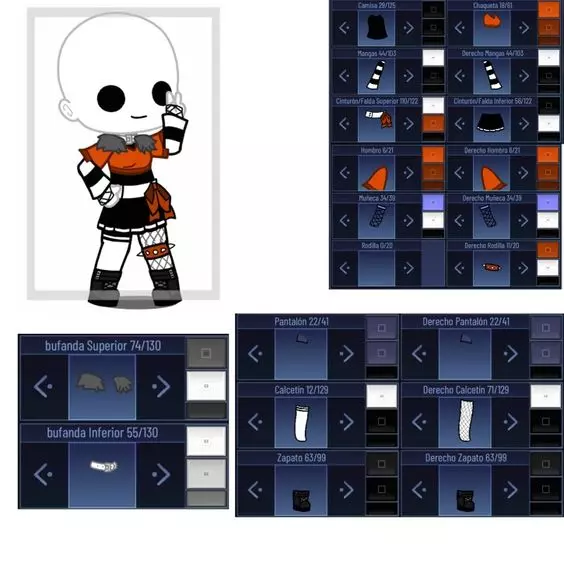 Camisa 29/125
Chaqueta 18/61
Mangas 44/103
Derecho Mangas 44/103
Cinturón/Falda Superior 110/122
Cinturón/Falda Inferior 56/122
Hombro 6/21
Derecho Hombro 6/21
Muñeca 34/39
Derecho Muñeca 34/39
Rodilla 0/20
Derecho Rodilla 11/20
bufanda Superior 74/130
bufanda Inferior 55/130
Pantalón 22/41
Derecho Pantalón 22/41
Calcetín 12/129
Derecho Calcetín 71/129
Zapato 63/99
Derecho Zapato 63/99